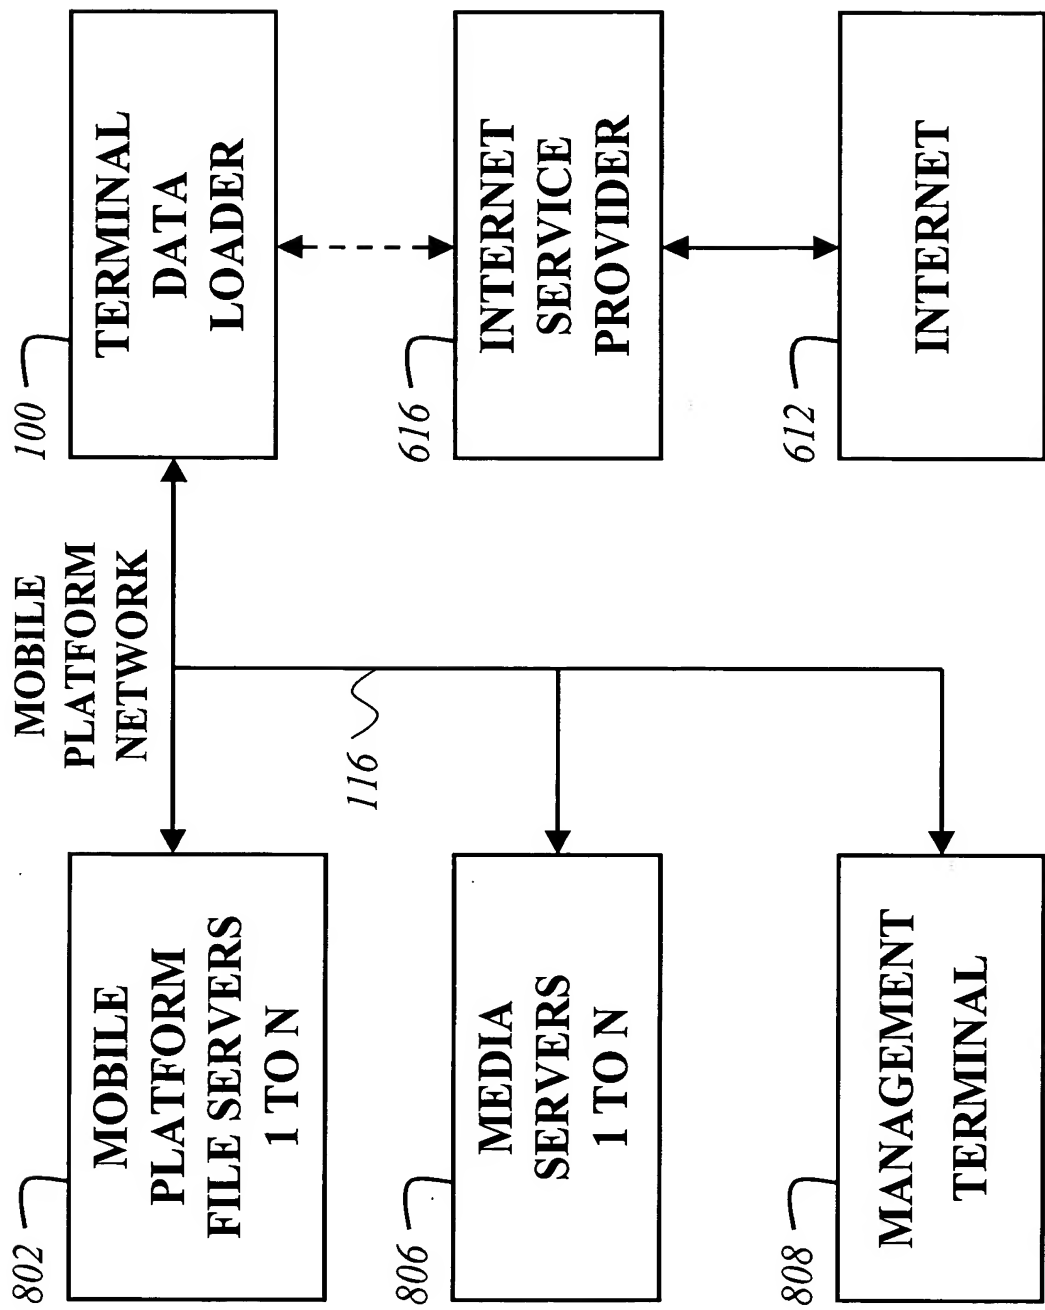 802
MOBILE
PLATFORM
FILE SERVERS
1 TO N
MOBILE
PLATFORM
NETWORK
100
TERMINAL
DATA
LOADER
116
806
MEDIA
SERVERS
1 TO N
616
INTERNET
SERVICE
PROVIDER
808
MANAGEMENT
TERMINAL
612
INTERNET